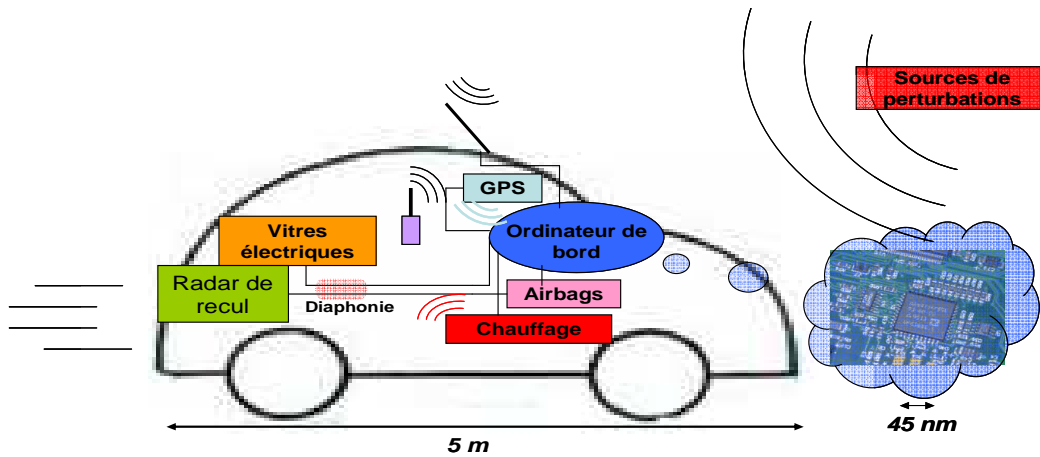 Sources de
perturbations
GPS
Vitres
électriques
Ordinateur de
bord
Radar de
recul
Diaphonie
Airbags
Chauffage
5 m
45 nm